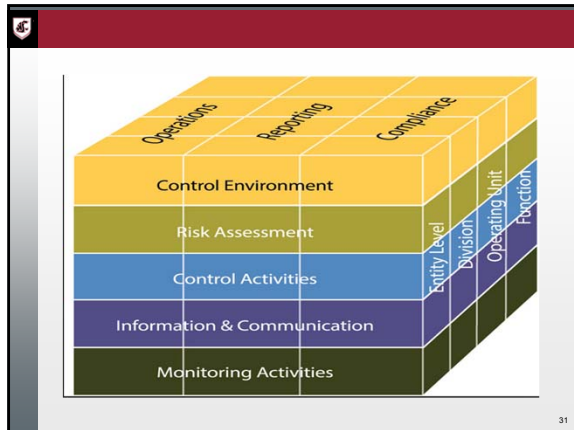 Operations
Reporting
Compliance
Control Environment
Risk Assessment
Control Activities
Information & Communication
Monitoring Activities
Entity Level
Division
Operating Unit
Function
31